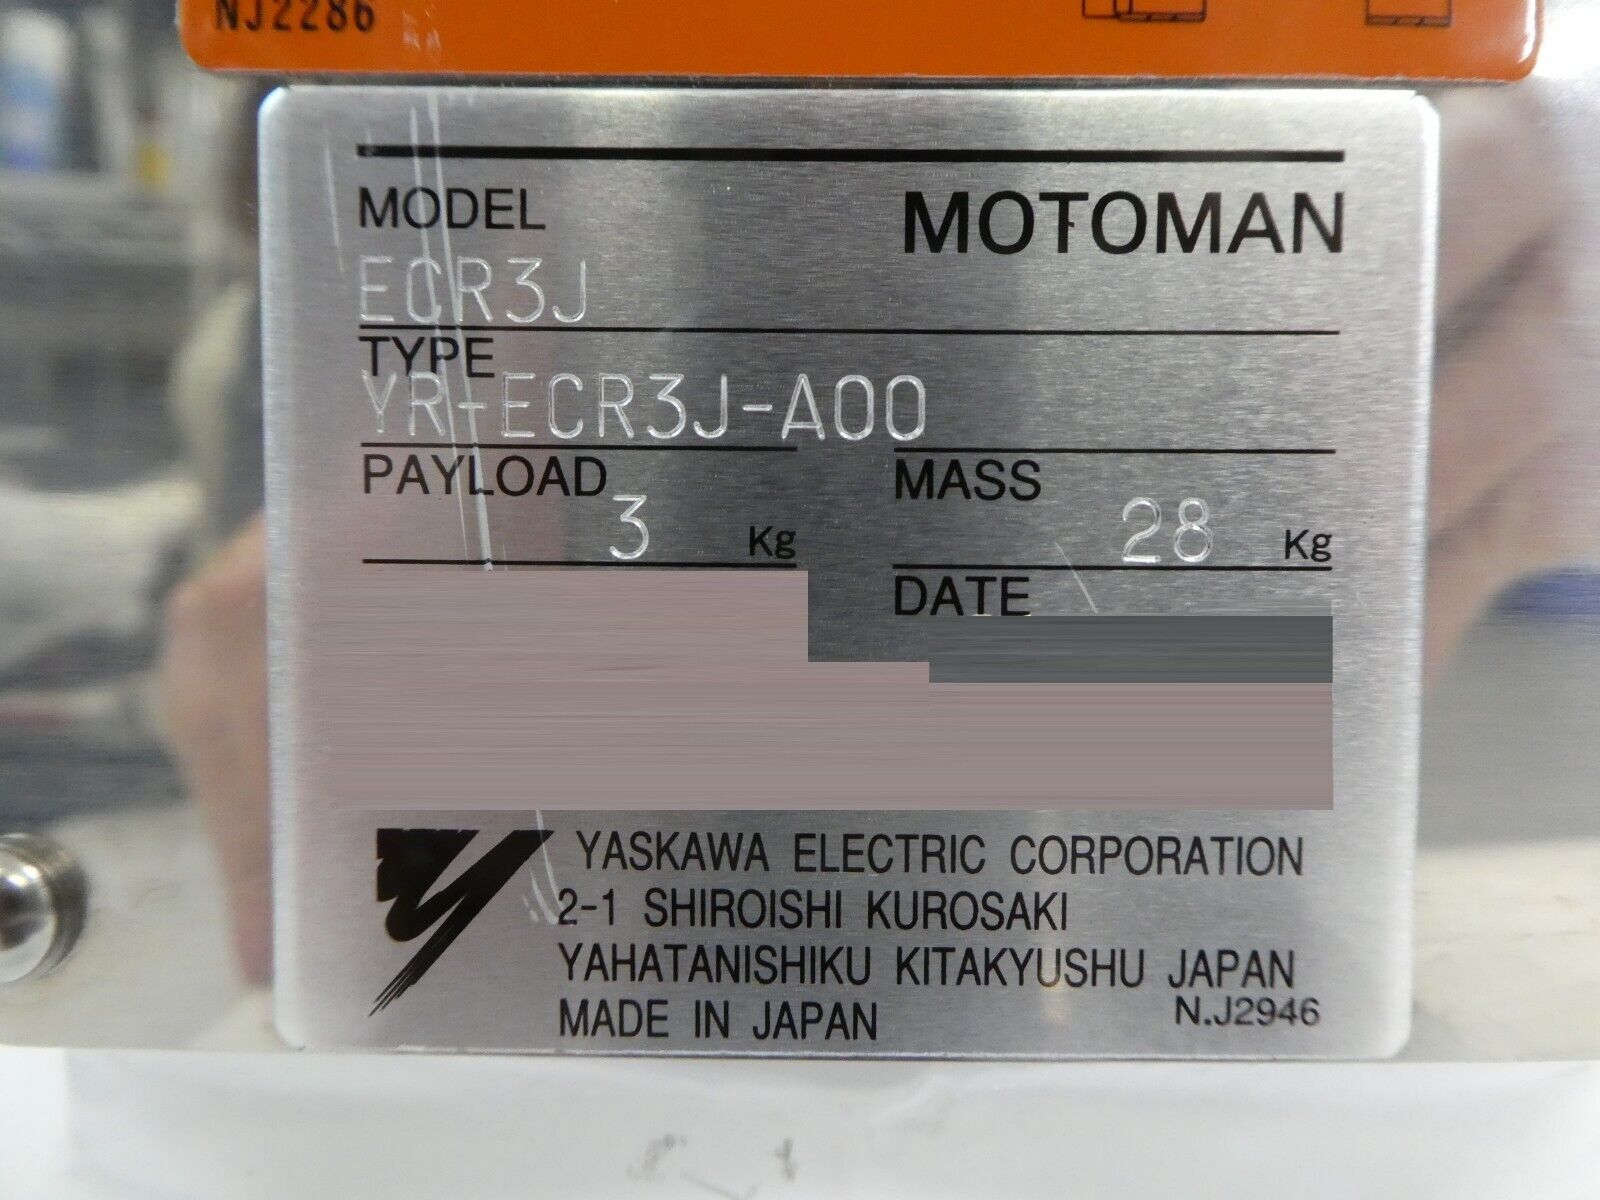 NJ2286
MODEL MOTOMAN
ECR3J
TYPE
YR-ECR3J-A00
PAYLOAD MASS
3 Kg 28 Kg
DATE
YASKAWA ELECTRIC CORPORATION
2-1 SHIROISHI KUROSAKI
YAHATANISHIKU KITAKYUSHU JAPAN
MADE IN JAPAN N.J2946